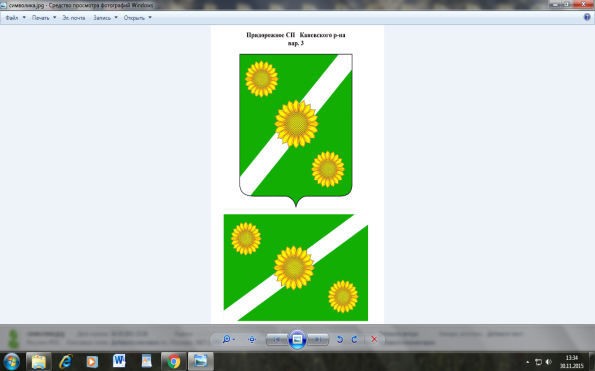 символика.jpg - Средство просмотра фотографий Windows
Файл Печать Эл. почта Запись Открыть
Придорожное СП Каневского р-на
вар. 3
13:34
30.11.2015